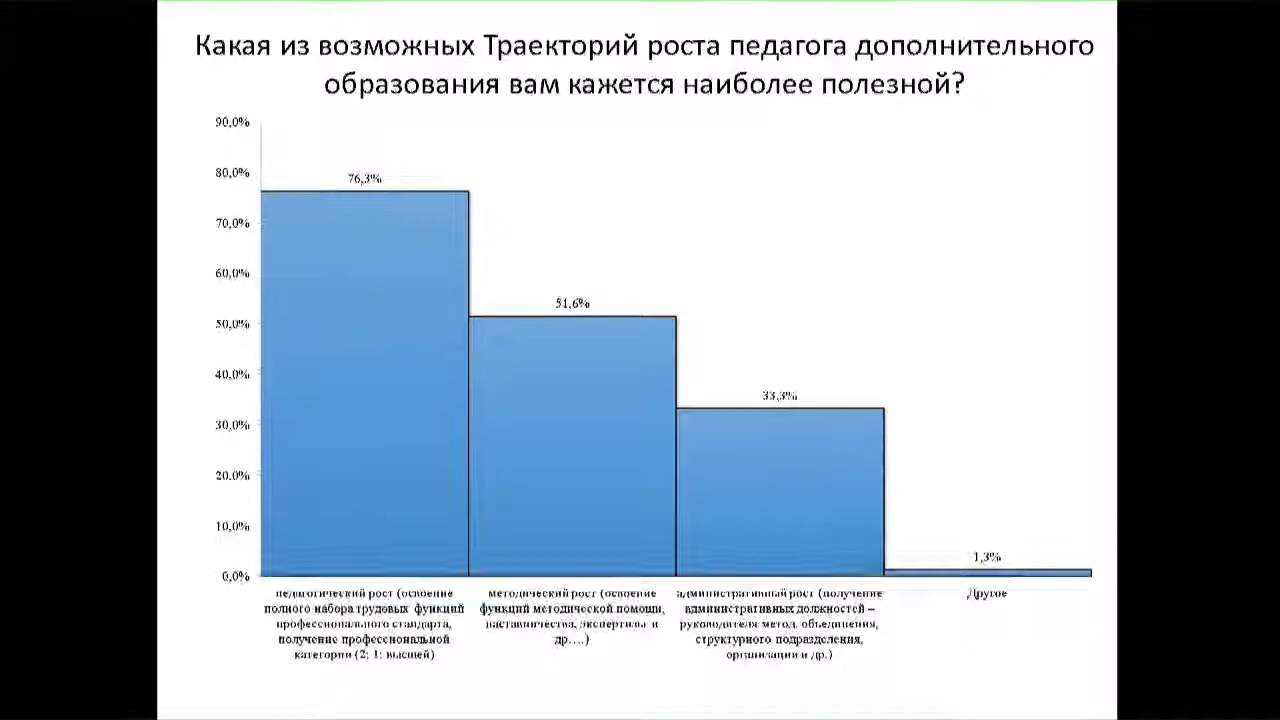 Какая из возможных Траекторий роста педагога дополнительного
образования вам кажется наиболее полезной?
90,0%
80,0%
70,0%
60,0%
50,0%
40,0%
30,0%
20,0%
10,0%
0,0%
76,3%
51,6%
33,3%
1,3%
педагогический рост (освоение
полного набора трудовых функций
профессионального стандарта,
получение профессиональной
категории (2; 1; высшей)
методический рост (освоение
функций методической помощи,
наставничества, экспертизы и
др….)
административный рост (получение
административных должностей –
руководителя метод. объединения,
структурного подразделения,
организации и др.)
Другое